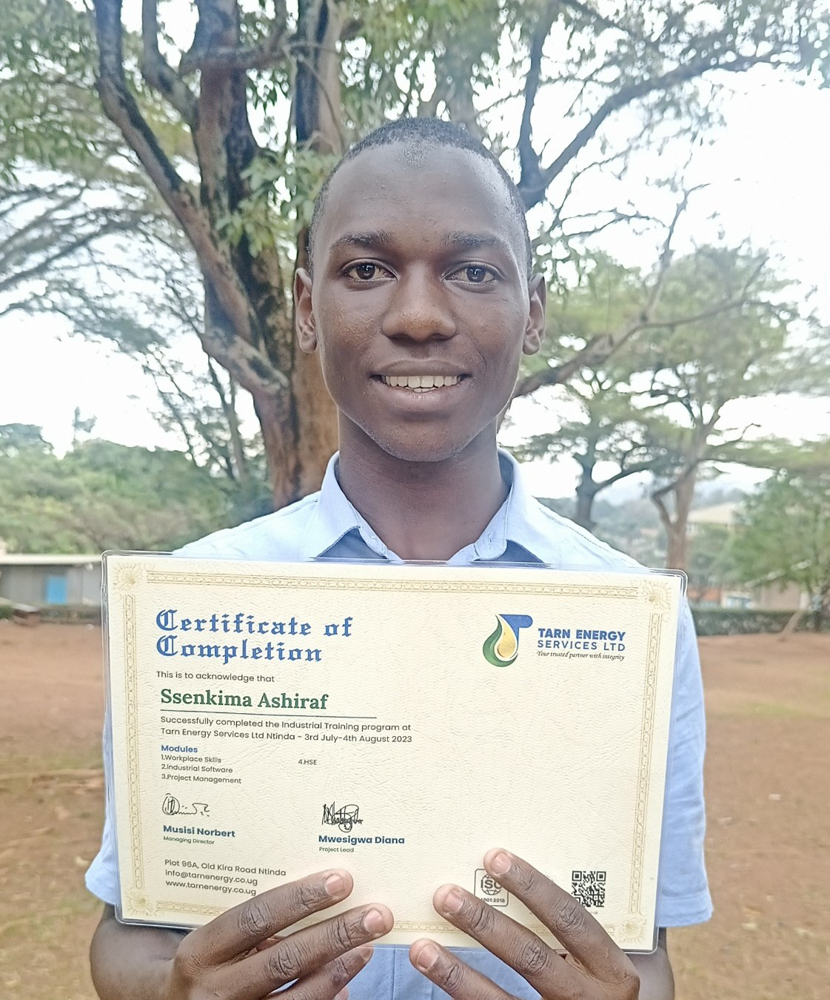 Certificate of
Completion
TARN ENERGY
SERVICES LTD
Your trusted partner with integrity
This is to acknowledge that
Ssenkima Ashiraf
Successfully completed the Industrial Training program at
Tarn Energy Services Ltd Ntinda - 3rd July-4th August 2023
Modules
1.Workplace Skills
2.Industrial Software
3.Project Management
4.HSE
Musisi Norbert
Managing Director
Mwesigwa Diana
Project Lead
Plot 96A, Old Kira Road Ntinda
info@tarnenergy.co.ug
www.tarnenergy.co.ug
ISO